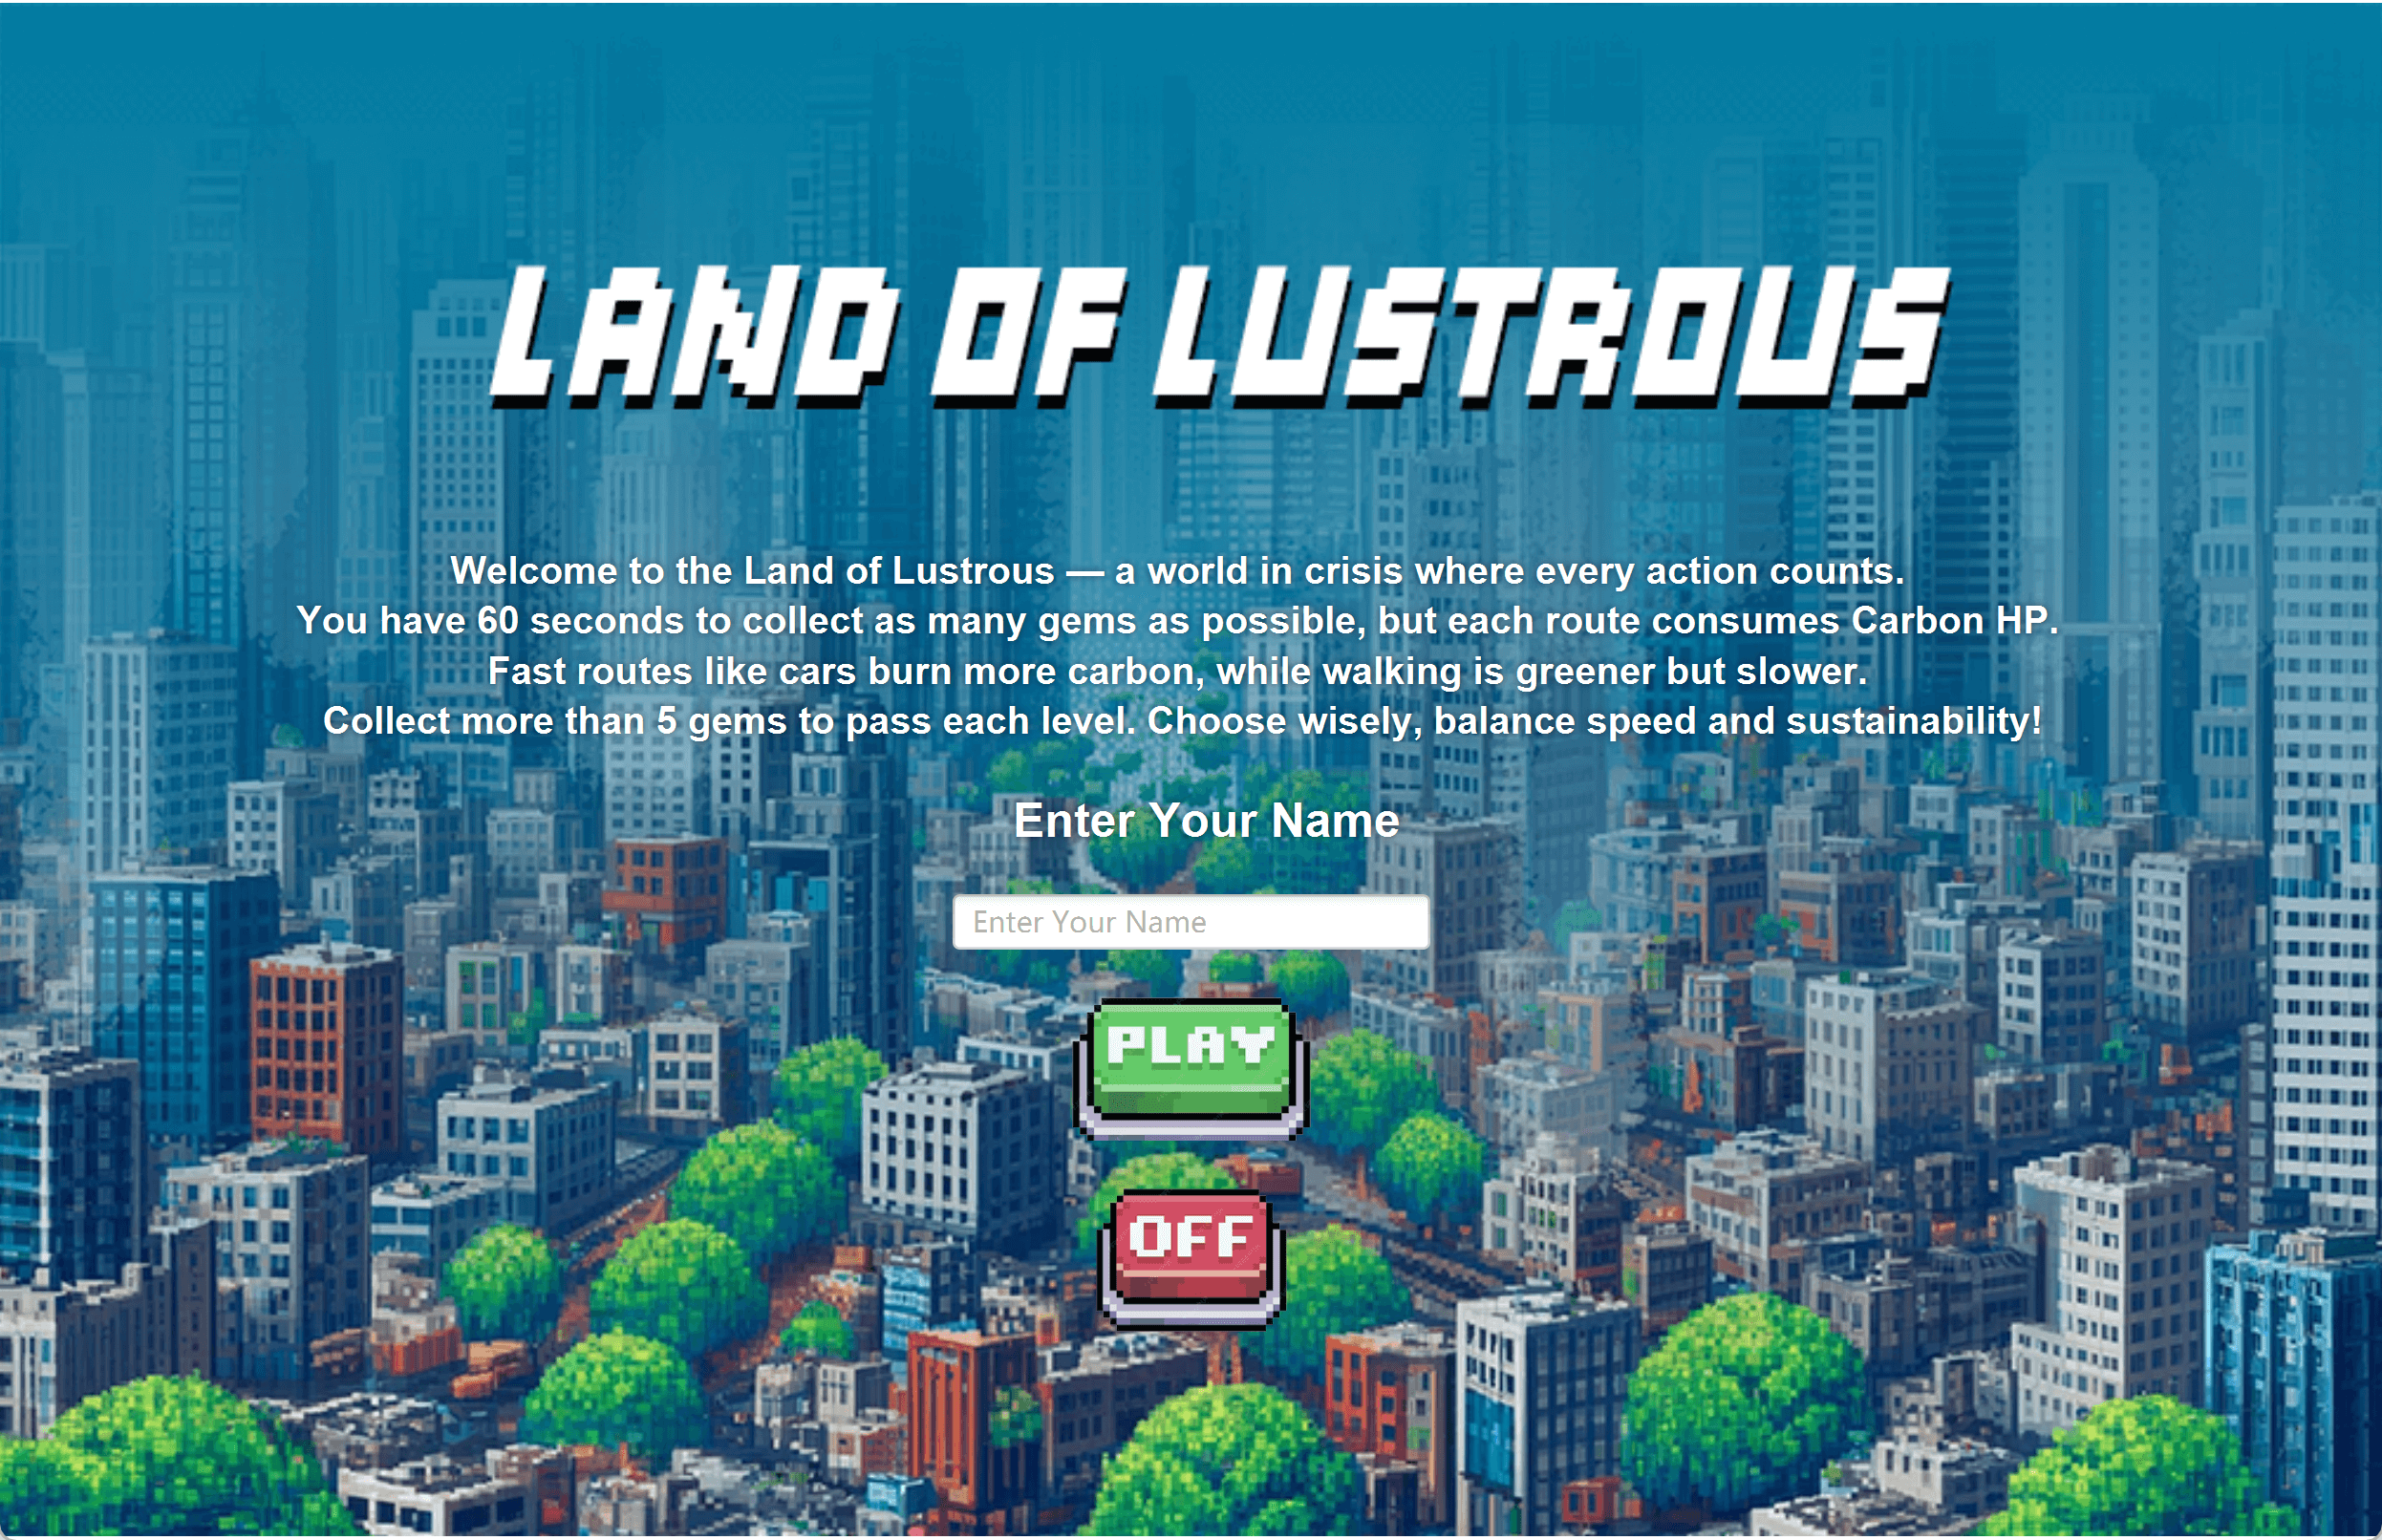 LAND OF LUSTROUS
Welcome to the Land of Lustrous — a world in crisis where every action counts.
You have 60 seconds to collect as many gems as possible, but each route consumes Carbon HP.
Fast routes like cars burn more carbon, while walking is greener but slower.
Collect more than 5 gems to pass each level. Choose wisely, balance speed and sustainability!
Enter Your Name
Enter Your Name
PLAY
OFF